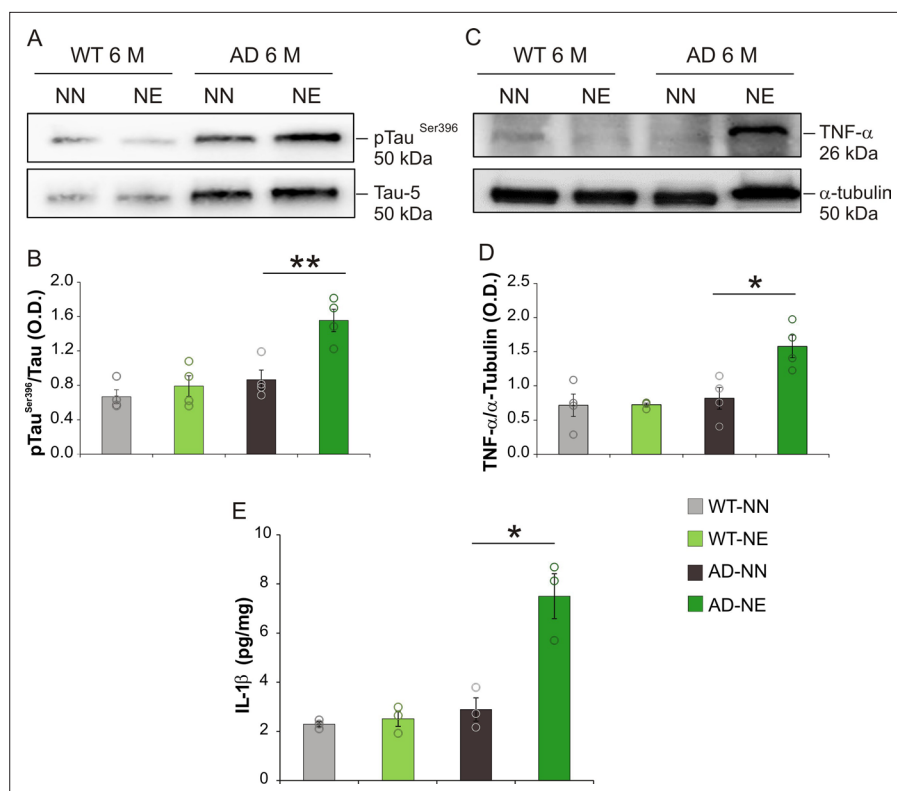 A
WT 6 M AD 6 M
NN NE NN NE
pTau Ser396
50 kDa
Tau-5
50 kDa
C
WT 6 M AD 6 M
NN NE NN NE
TNF-α
26 kDa
α-tubulin
50 kDa
B
pTauSer396/Tau (O.D.)
2.0
1.6
1.2
0.8
0.4
0.0
**
D
TNF-α/α-Tubulin (O.D.)
2.5
2.0
1.5
1.0
0.5
0.0
*
E
IL-1β (pg/mg)
10
8
6
4
2
0
*
WT-NN
WT-NE
AD-NN
AD-NE